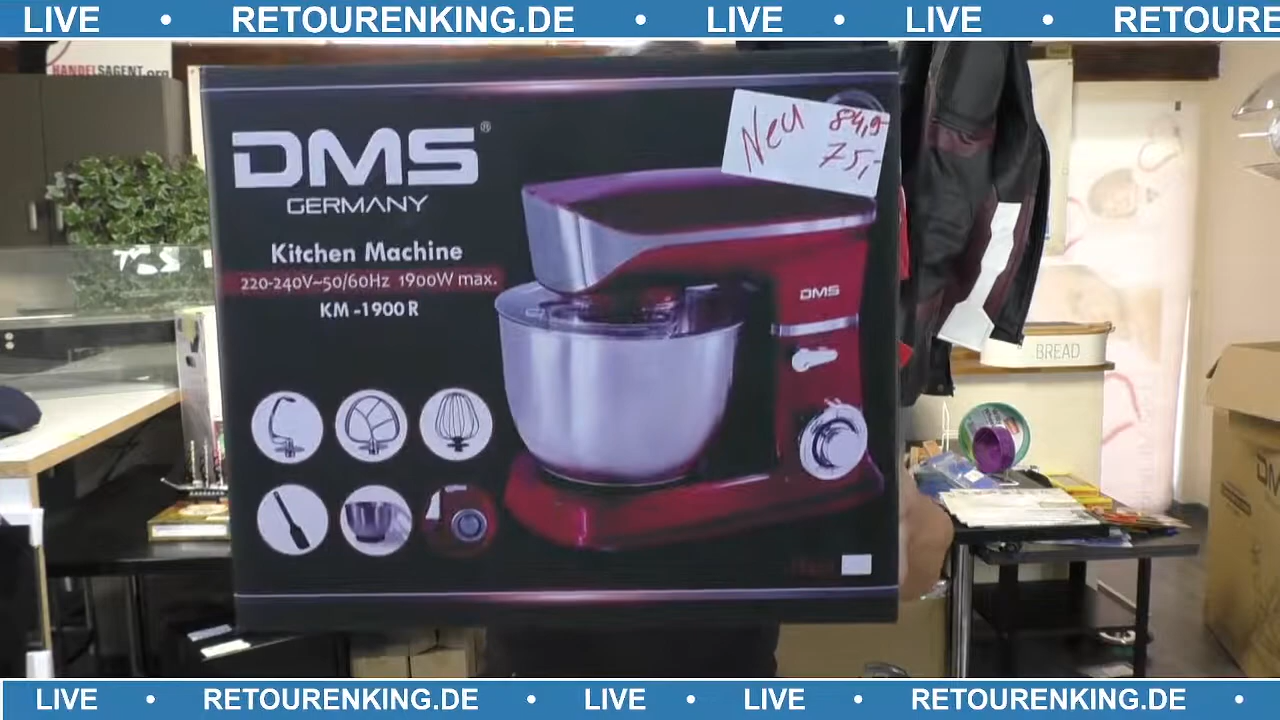 LIVE • RETOURENKING.DE • LIVE • LIVE • RETOURE
HANDELSAGENT.org
DMS®
GERMANY
Kitchen Machine
220-240V~50/60Hz 1900W max.
KM-1900R
Neu 84,9
75,-
DMS
BREAD
LIVE • RETOURENKING.DE • LIVE • LIVE • RETOURENKING.DE •